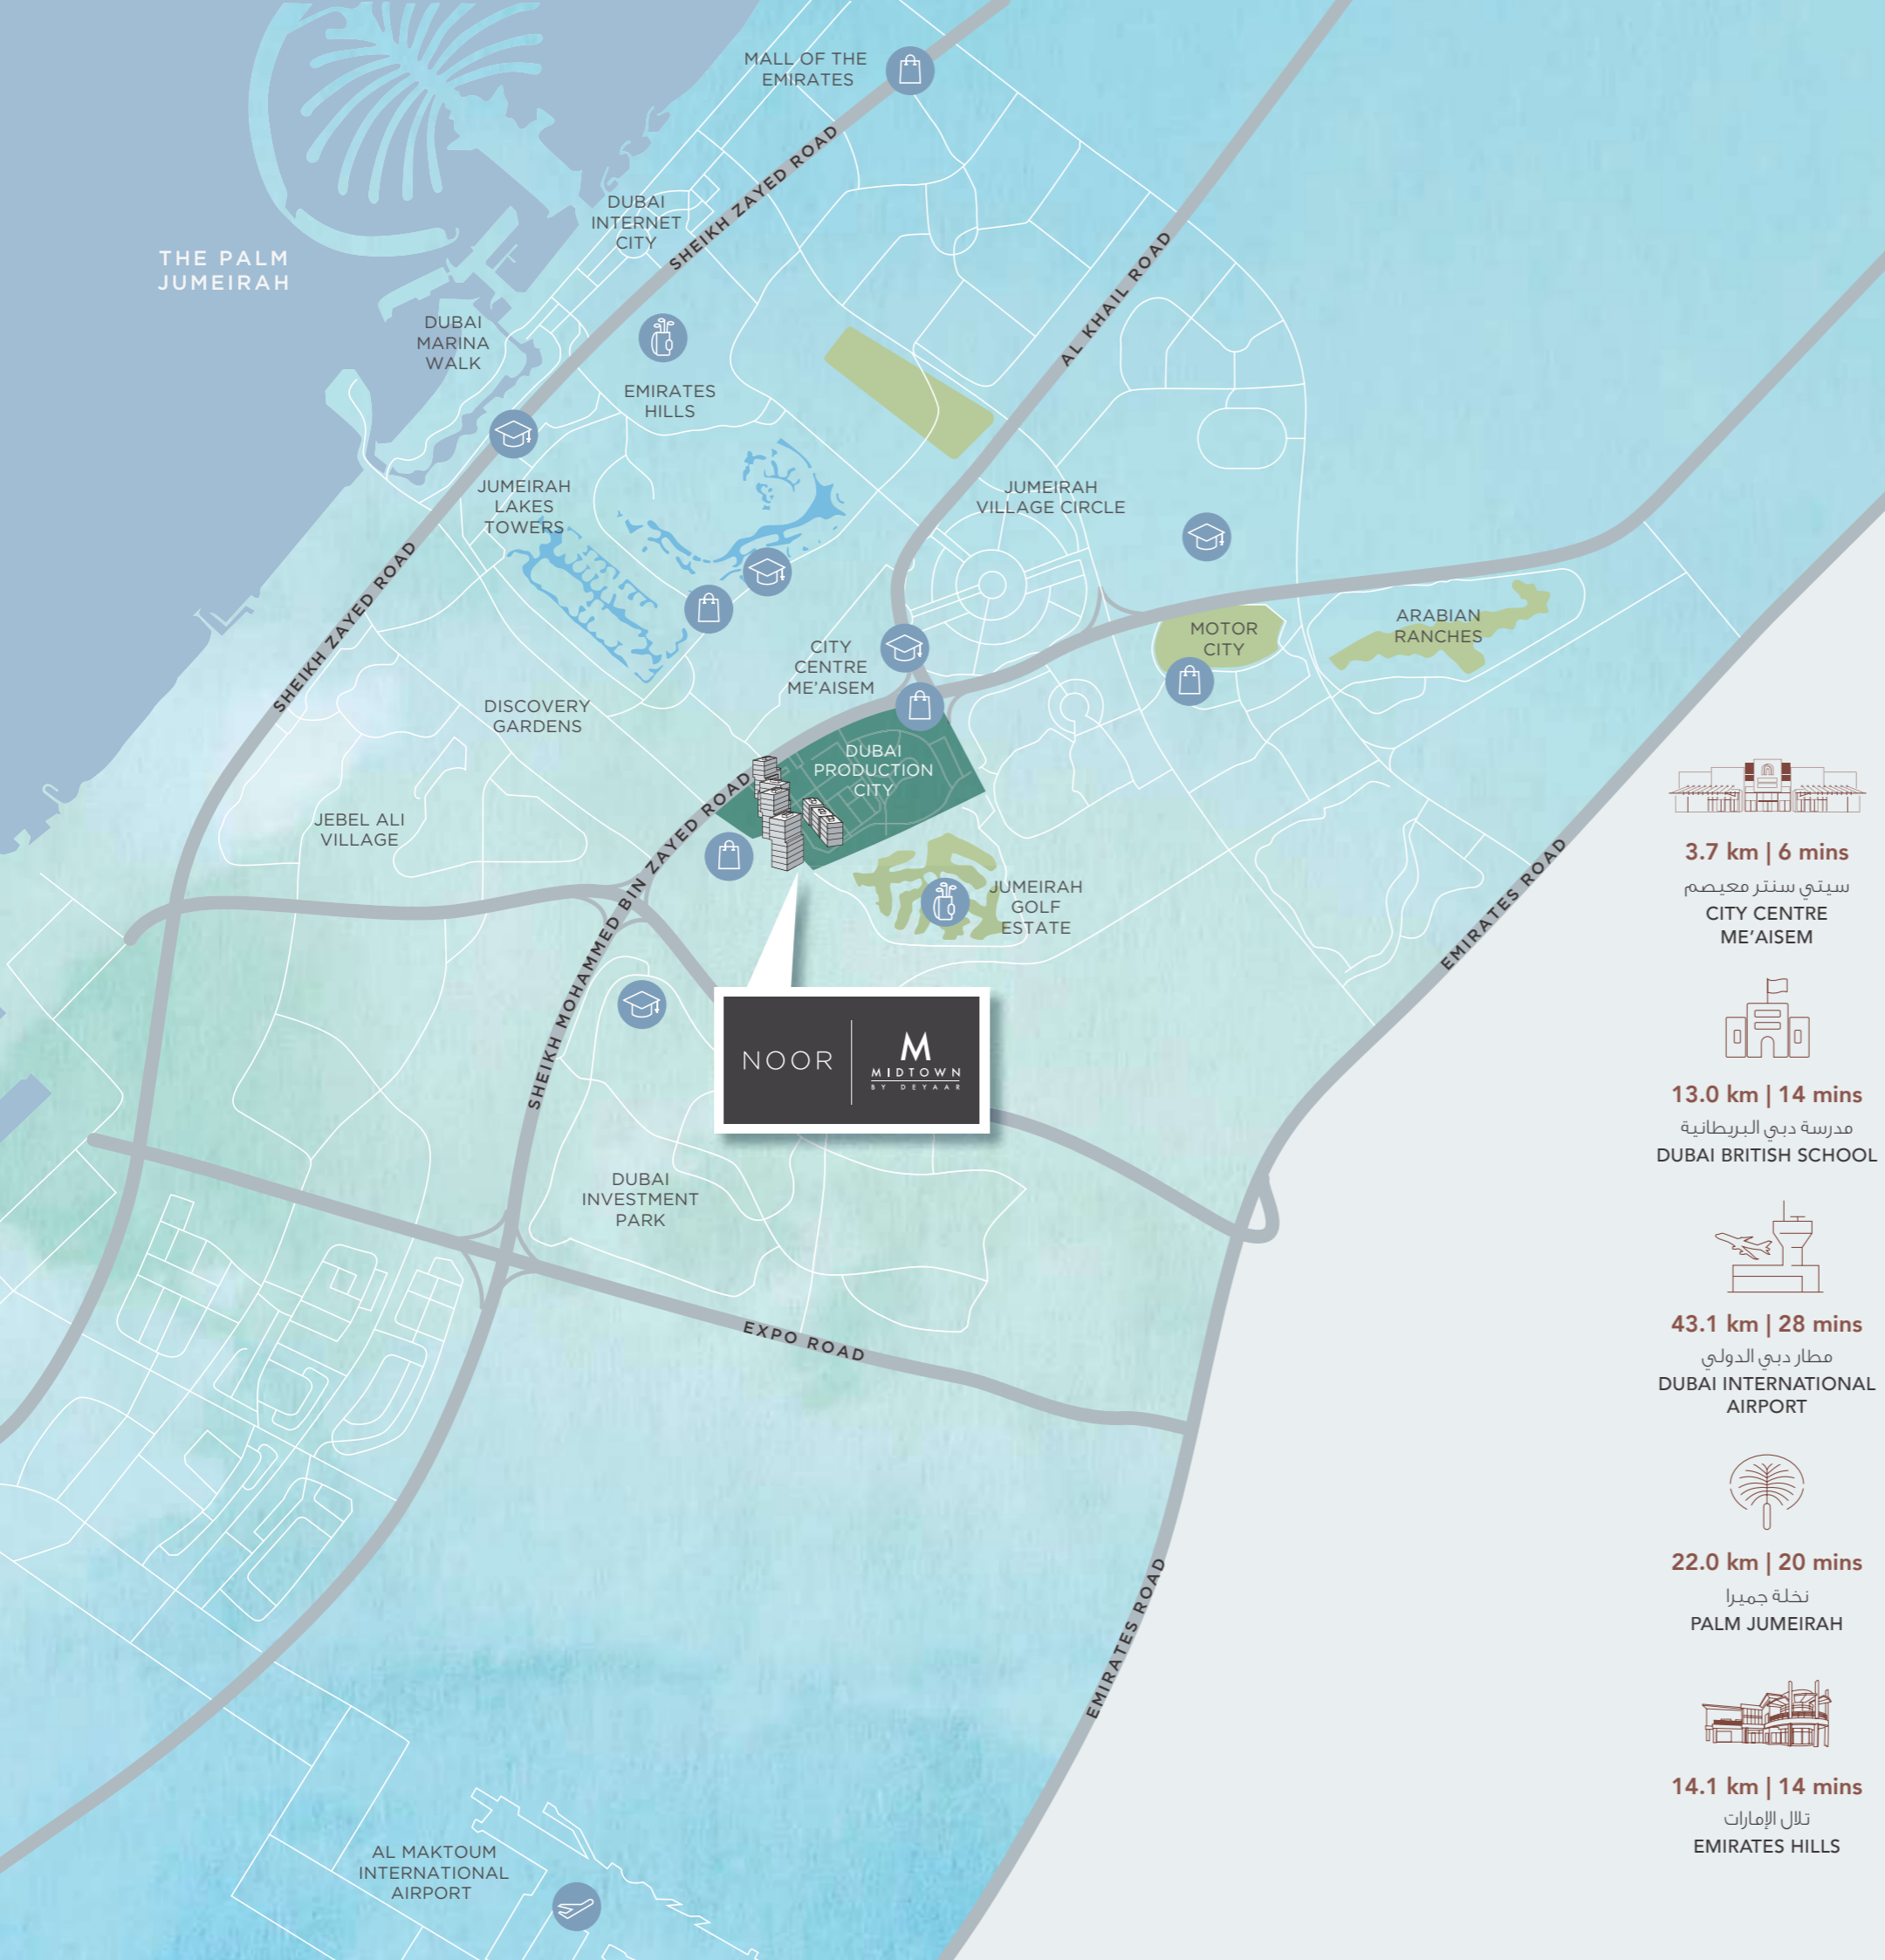 MALL OF THE
EMIRATES
SHEIKH ZAYED ROAD
DUBAI
INTERNET
CITY
THE PALM
JUMEIRAH
AL KHAIL ROAD
DUBAI
MARINA
WALK
EMIRATES
HILLS
JUMEIRAH
LAKES
TOWERS
JUMEIRAH
VILLAGE CIRCLE
SHEIKH ZAYED ROAD
ARABIAN
RANCHES
MOTOR
CITY
CITY
CENTRE
ME'AISEM
DISCOVERY
GARDENS
DUBAI
PRODUCTION
CITY
JEBEL ALI
VILLAGE
SHEIKH MOHAMMED BIN ZAYED ROAD
JUMEIRAH
GOLF
ESTATE
EMIRATES ROAD
NOOR
M
MIDTOWN
BY DEYAAR
DUBAI
INVESTMENT
PARK
EXPO ROAD
EMIRATES ROAD
AL MAKTOUM
INTERNATIONAL
AIRPORT
3.7 km | 6 mins
سيتي سنتر معيصم
CITY CENTRE
ME'AISEM
13.0 km | 14 mins
مدرسة دبي البريطانية
DUBAI BRITISH SCHOOL
43.1 km | 28 mins
مطار دبي الدولي
DUBAI INTERNATIONAL
AIRPORT
22.0 km | 20 mins
نخلة جميرا
PALM JUMEIRAH
14.1 km | 14 mins
تلال الإمارات
EMIRATES HILLS